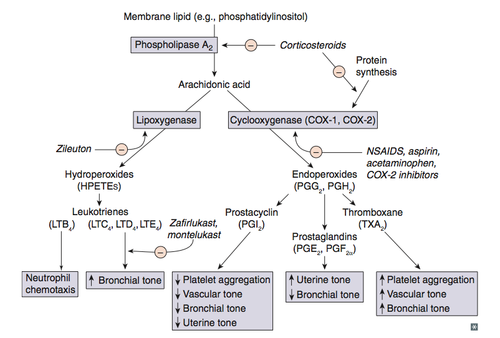 Membrane lipid (e.g., phosphatidylinositol)
Phospholipase A₂
Corticosteroids
Protein
synthesis
Arachidonic acid
Lipoxygenase
Cyclooxygenase (COX-1, COX-2)
Zileuton
NSAIDS, aspirin,
acetaminophen,
COX-2 inhibitors
Hydroperoxides
(HPETEs)
Endoperoxides
(PGG₂, PGH₂)
Leukotrienes
(LTB₄)
(LTC₄, LTD₄, LTE₄)
Zafirlukast,
montelukast
Prostacyclin
(PGI₂)
Thromboxane
(TXA₂)
Prostaglandins
(PGE₂, PGF₂α)
Neutrophil
chemotaxis
↑ Bronchial tone
↓ Platelet aggregation
↓ Vascular tone
↓ Bronchial tone
↓ Uterine tone
↑ Uterine tone
↓ Bronchial tone
↑ Platelet aggregation
↑ Vascular tone
↑ Bronchial tone